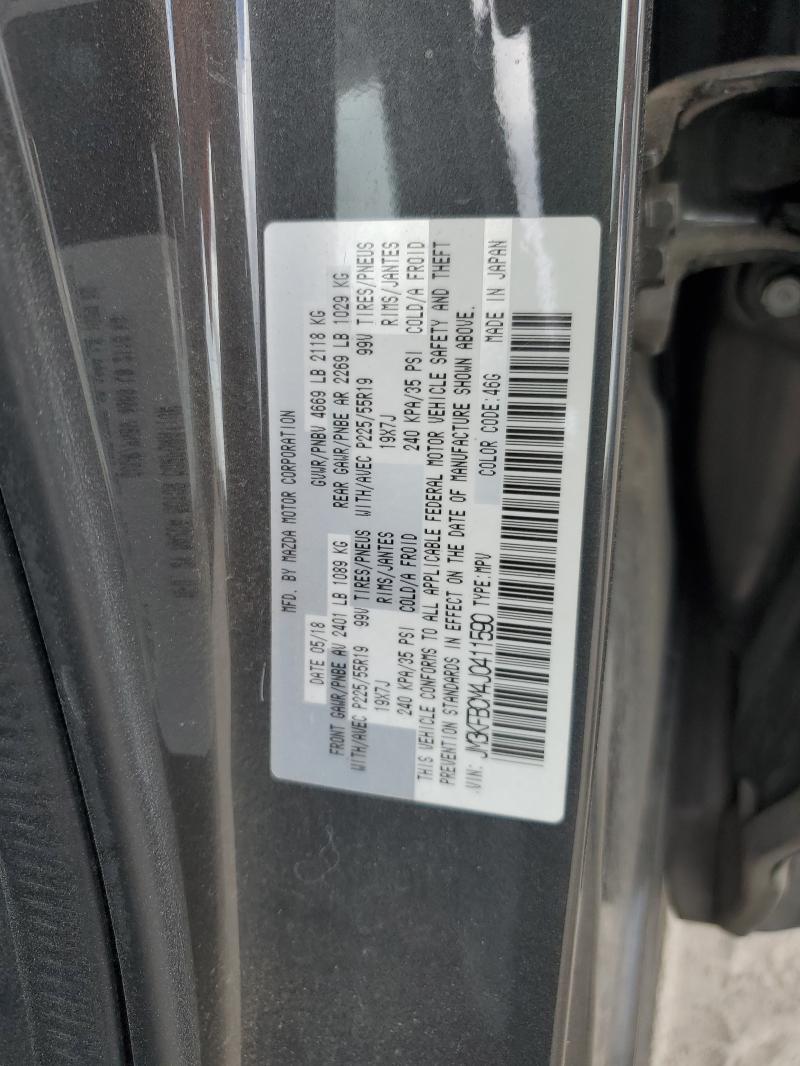 MFD. BY MAZDA MOTOR CORPORATION
DATE 05/18 GVWR/PNBV 4669 LB 2118 KG
FRONT GAWR/PNBE AV 2401 LB 1089 KG REAR GAWR/PNBE AR 2269 LB 1029 KG
WITH/AVEC P225/55R19 99V TIRES/PNEUS WITH/AVEC P225/55R19 99V TIRES/PNEUS
19X7J RIMS/JANTES 19X7J RIMS/JANTES
240 KPA/35 PSI COLD/A FROID 240 KPA/35 PSI COLD/A FROID
THIS VEHICLE CONFORMS TO ALL APPLICABLE FEDERAL MOTOR VEHICLE SAFETY AND THEFT
PREVENTION STANDARDS IN EFFECT ON THE DATE OF MANUFACTURE SHOWN ABOVE.
VIN: JM3KFBCM4J0411590 TYPE:MPV COLOR CODE:46G MADE IN JAPAN